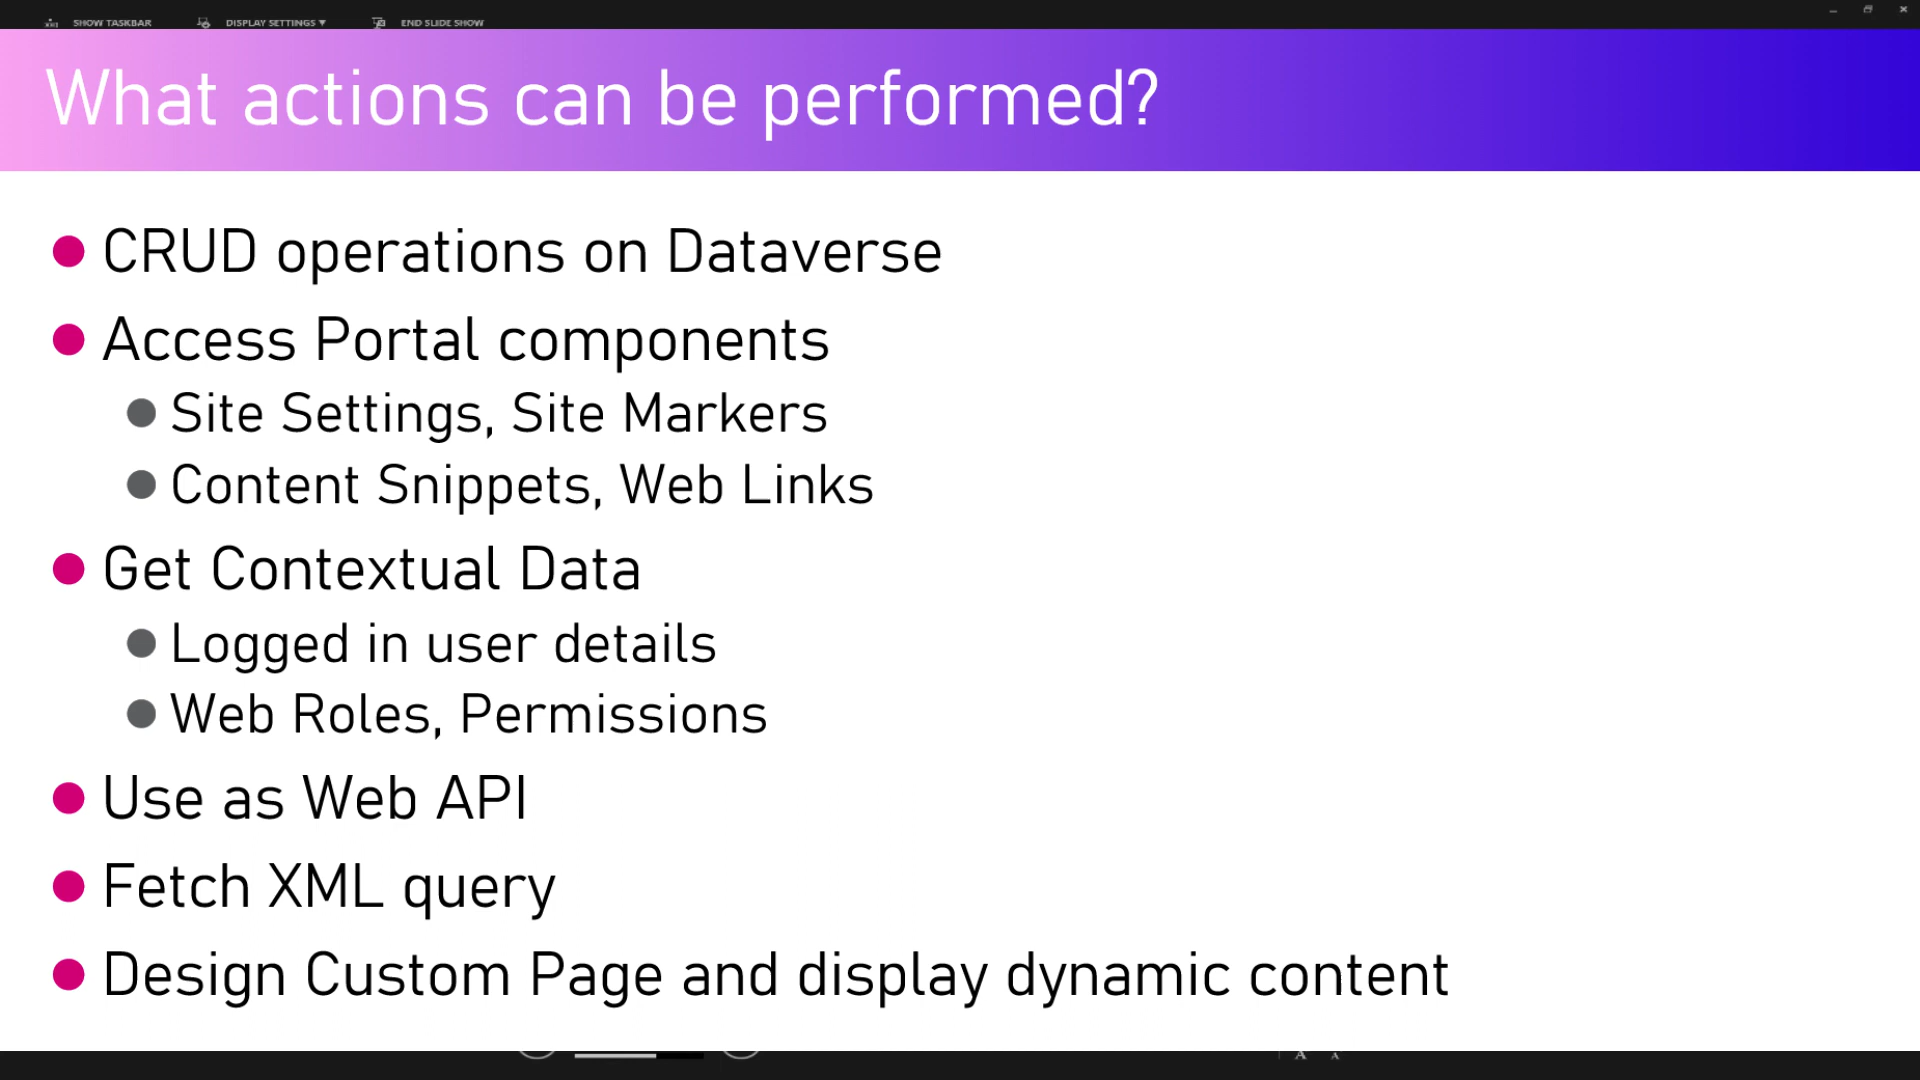 SHOW TASKBAR DISPLAY SETTINGS ▼ END SLIDE SHOW
What actions can be performed?
CRUD operations on Dataverse
Access Portal components
Site Settings, Site Markers
Content Snippets, Web Links
Get Contextual Data
Logged in user details
Web Roles, Permissions
Use as Web API
Fetch XML query
Design Custom Page and display dynamic content
A A